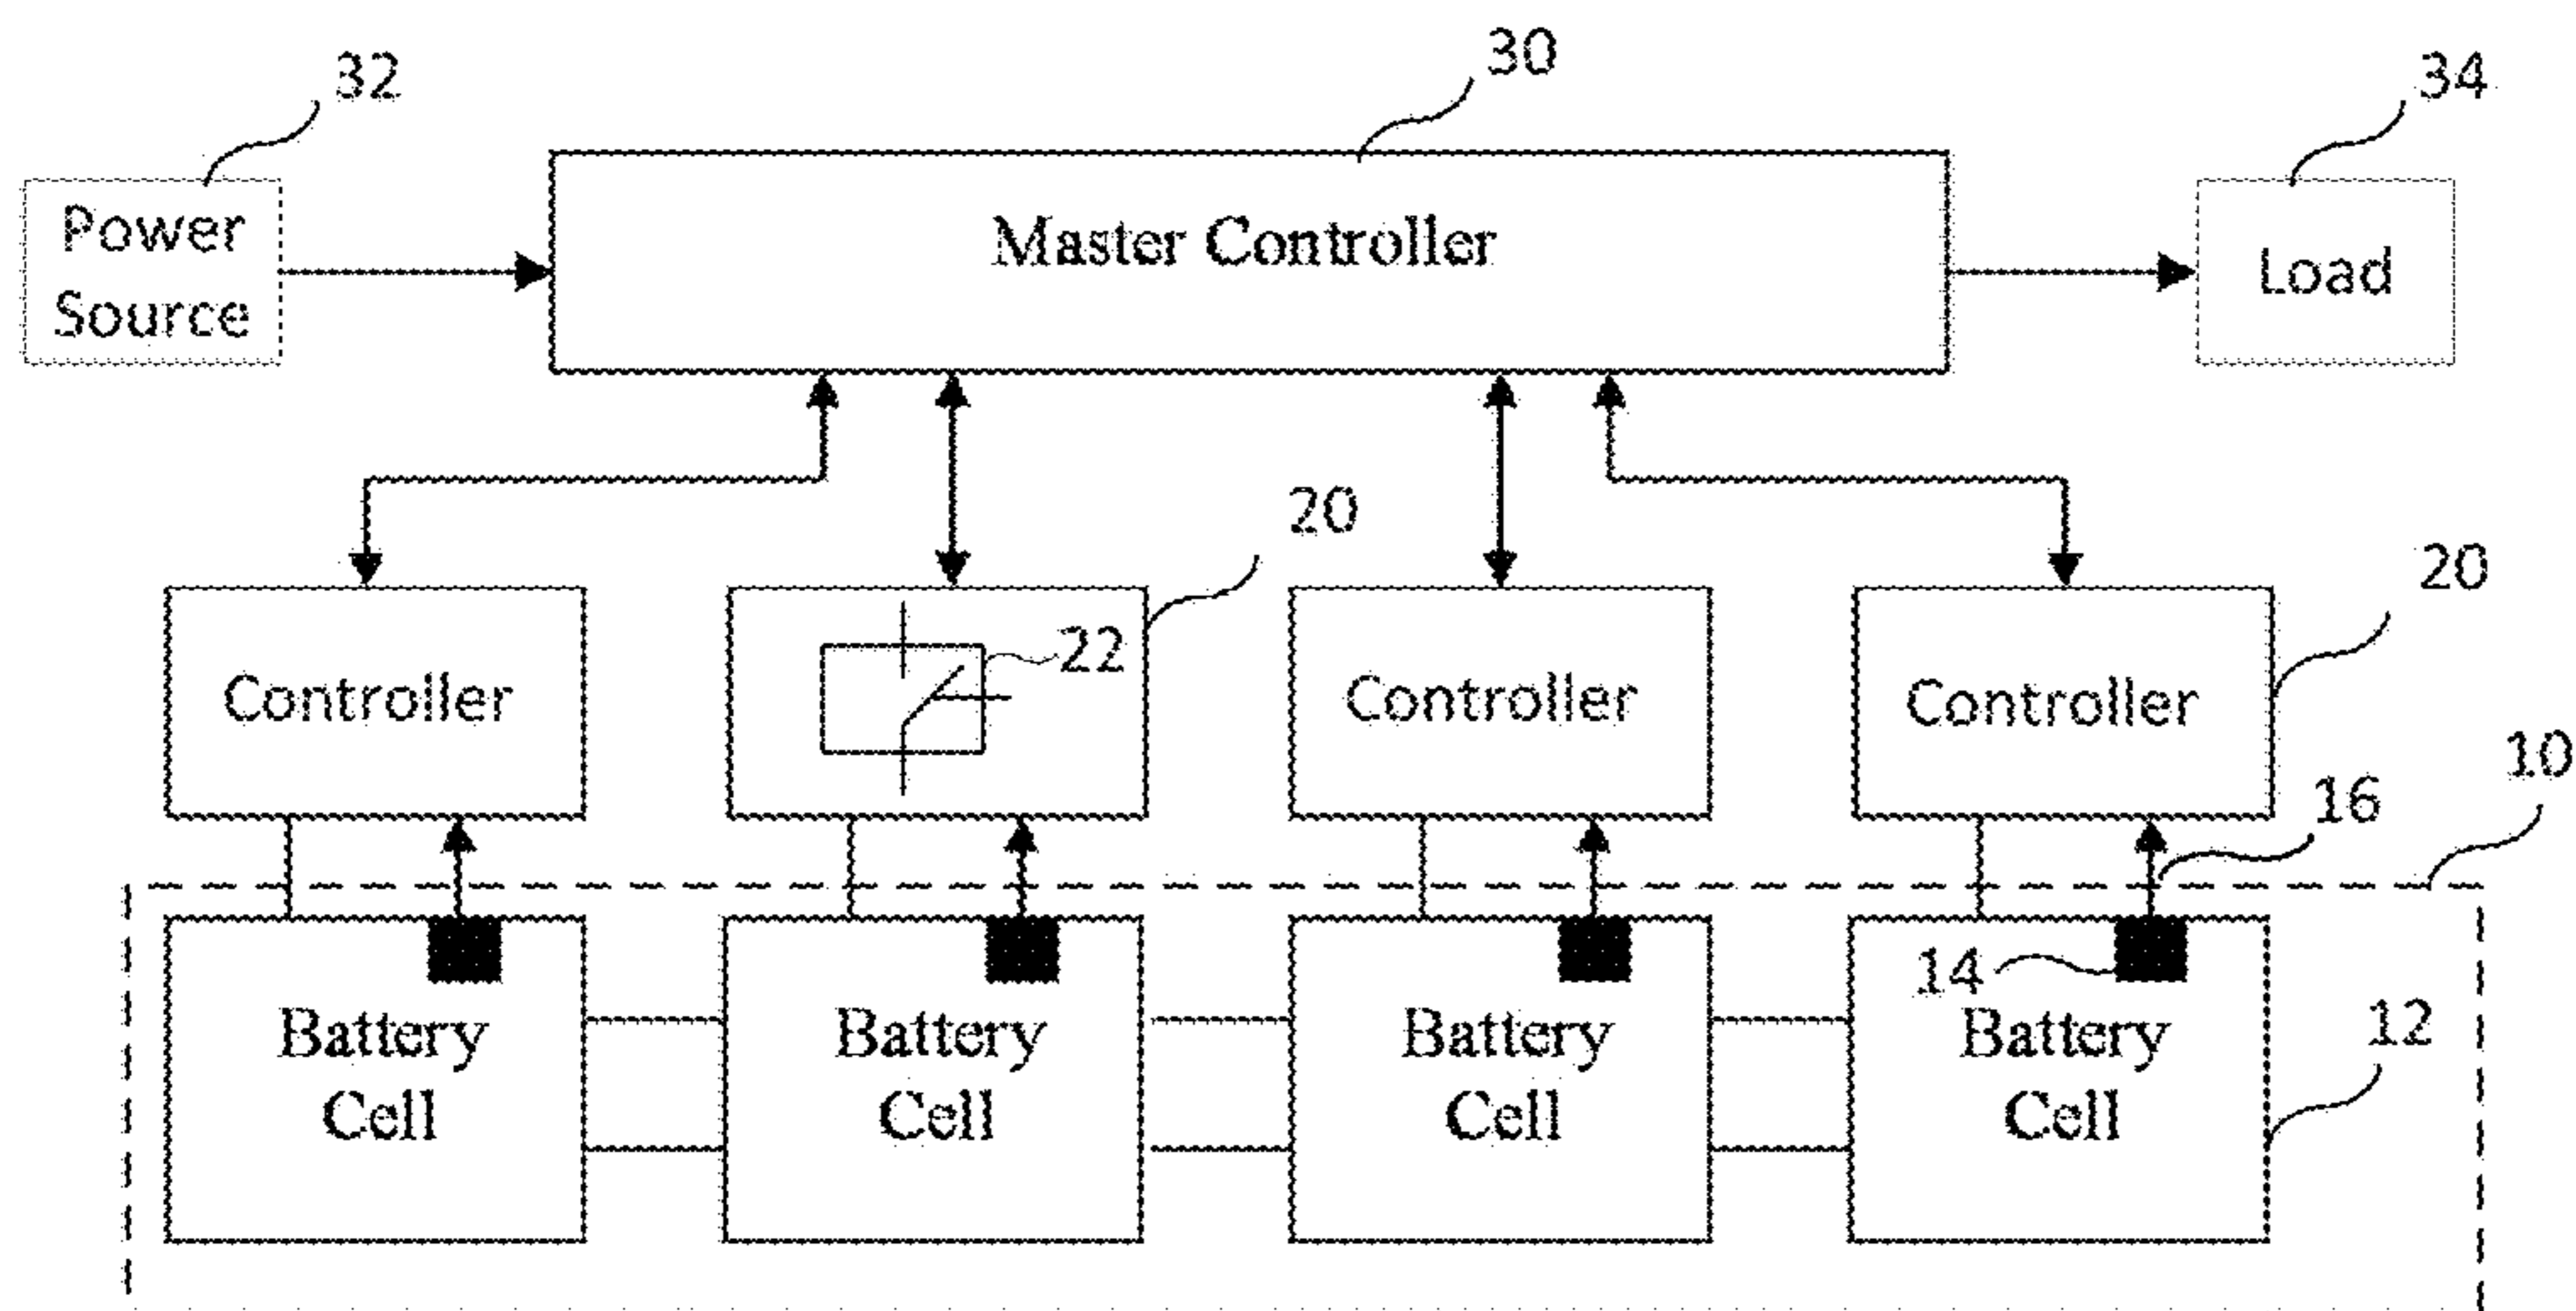 32
30
34
Power
Source
Master Controller
Load
20
20
Controller
22
Controller
Controller
10
16
14
Battery
Cell
Battery
Cell
Battery
Cell
Battery
Cell
12